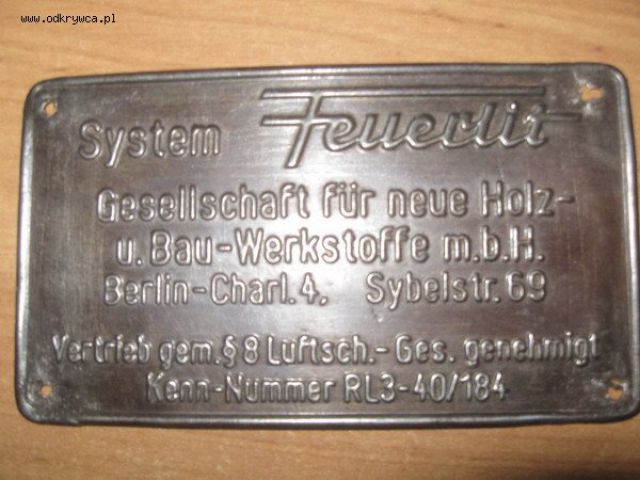 www.odkrywca.pl
System Feuerlit
Gesellschaft für neue Holz-
u. Bau-Werkstoffe m.b.H.
Berlin-Charl. 4, Sybelstr. 69
Vertrieb gem. § 8 Luftsch.- Ges. genehmigt
Kenn-Nummer RL3-40/184